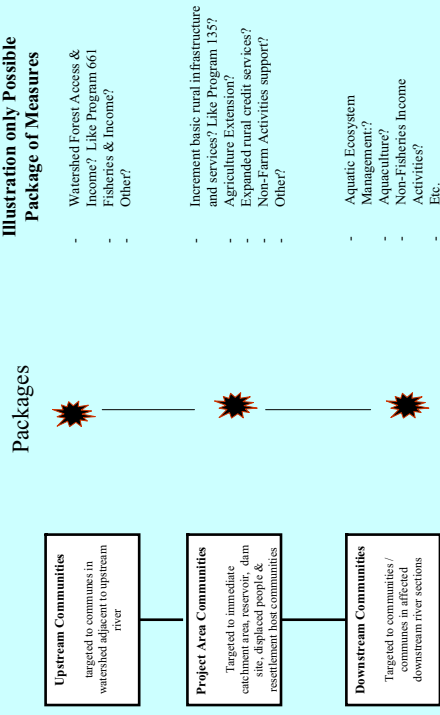 Packages
Illustration only Possible
Package of Measures
Upstream Communities
targeted to communes in
watershed adjacent to upstream
river
- Watershed Forest Access &
Income? Like Program 661
- Fisheries & Income?
- Other?
Project Area Communities
Targeted to immediate
catchment area, reservoir, dam
site, displaced people &
resettlement host communities
- Increment basic rural infrastructure
and services? Like Program 135?
- Agriculture Extension?
- Expanded rural credit services?
- Non-Farm Activities support?
- Other?
Downstream Communities
Targeted to communities /
communes in affected
downstream river sections
- Aquatic Ecosystem
Management:?
- Aquaculture?
- Non-Fisheries Income
Activities?
- Etc.